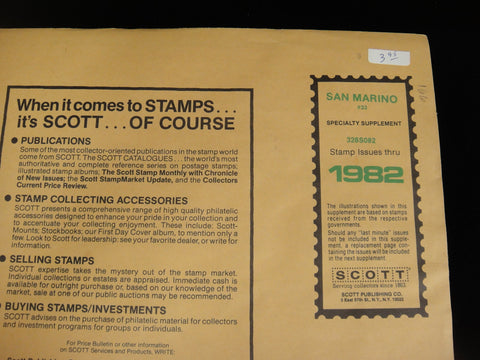 3.95
When it comes to STAMPS...
it's SCOTT...OF COURSE
● PUBLICATIONS
Some of the most collector-oriented publications in the stamp world
come from SCOTT. The SCOTT CATALOGUES . . . the world's most
authoritative and complete reference series on postage stamps;
illustrated stamp albums; The Scott Stamp Monthly with Chronicle
of New Issues; the Scott StampMarket Update, and the Collectors
Current Price Review.
● STAMP COLLECTING ACCESSORIES
SCOTT presents a comprehensive range of high quality philatelic
accessories designed to enhance your pride in your collection and
to accentuate your collecting enjoyment. These include: Scott-
Mounts; Stockbooks; our First Day Cover album, to mention only a
few. Look to Scott for leadership: see your favorite dealer, or write for
information.
● SELLING STAMPS
SCOTT expertise takes the mystery out of the stamp market.
Individual collections or estates are appraised. Immediate cash is
available for outright purchase or, based on our knowledge of the
market, sale at one of our public auctions may be recommended.
● BUYING STAMPS/INVESTMENTS
SCOTT advises on the purchase of philatelic material for collectors
and investment programs for groups or individuals.
For Price Bulletin or other information
on SCOTT Services and Products, WRITE:
SAN MARINO
#33
SPECIALTY SUPPLEMENT
328S082
Stamp Issues thru
1982
The illustrations shown in this
supplement are based on stamps
received from the respective
governments.
Should any "last minute" issues
not be included in this supple-
ment, a replacement page con-
taining the issues will be included
in the next supplement.
SCOTT
Serving collectors since 1863.
SCOTT PUBLISHING CO.
3 East 57th St., N.Y., N.Y. 10022